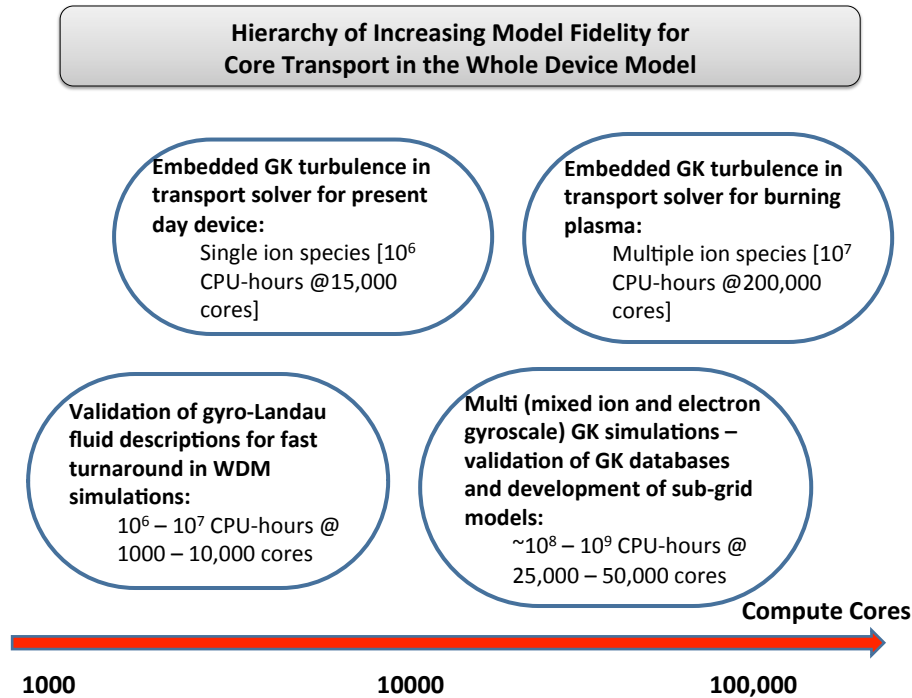 Hierarchy of Increasing Model Fidelity for
Core Transport in the Whole Device Model
Embedded GK turbulence in
transport solver for present
day device:
Single ion species [10⁶
CPU-hours @15,000
cores]
Embedded GK turbulence in
transport solver for burning
plasma:
Multiple ion species [10⁷
CPU-hours @200,000
cores]
Validation of gyro-Landau
fluid descriptions for fast
turnaround in WDM
simulations:
10⁶ – 10⁷ CPU-hours @
1000 – 10,000 cores
Multi (mixed ion and electron
gyroscale) GK simulations –
validation of GK databases
and development of sub-grid
models:
~10⁸ – 10⁹ CPU-hours @
25,000 – 50,000 cores
Compute Cores
1000
10000
100,000